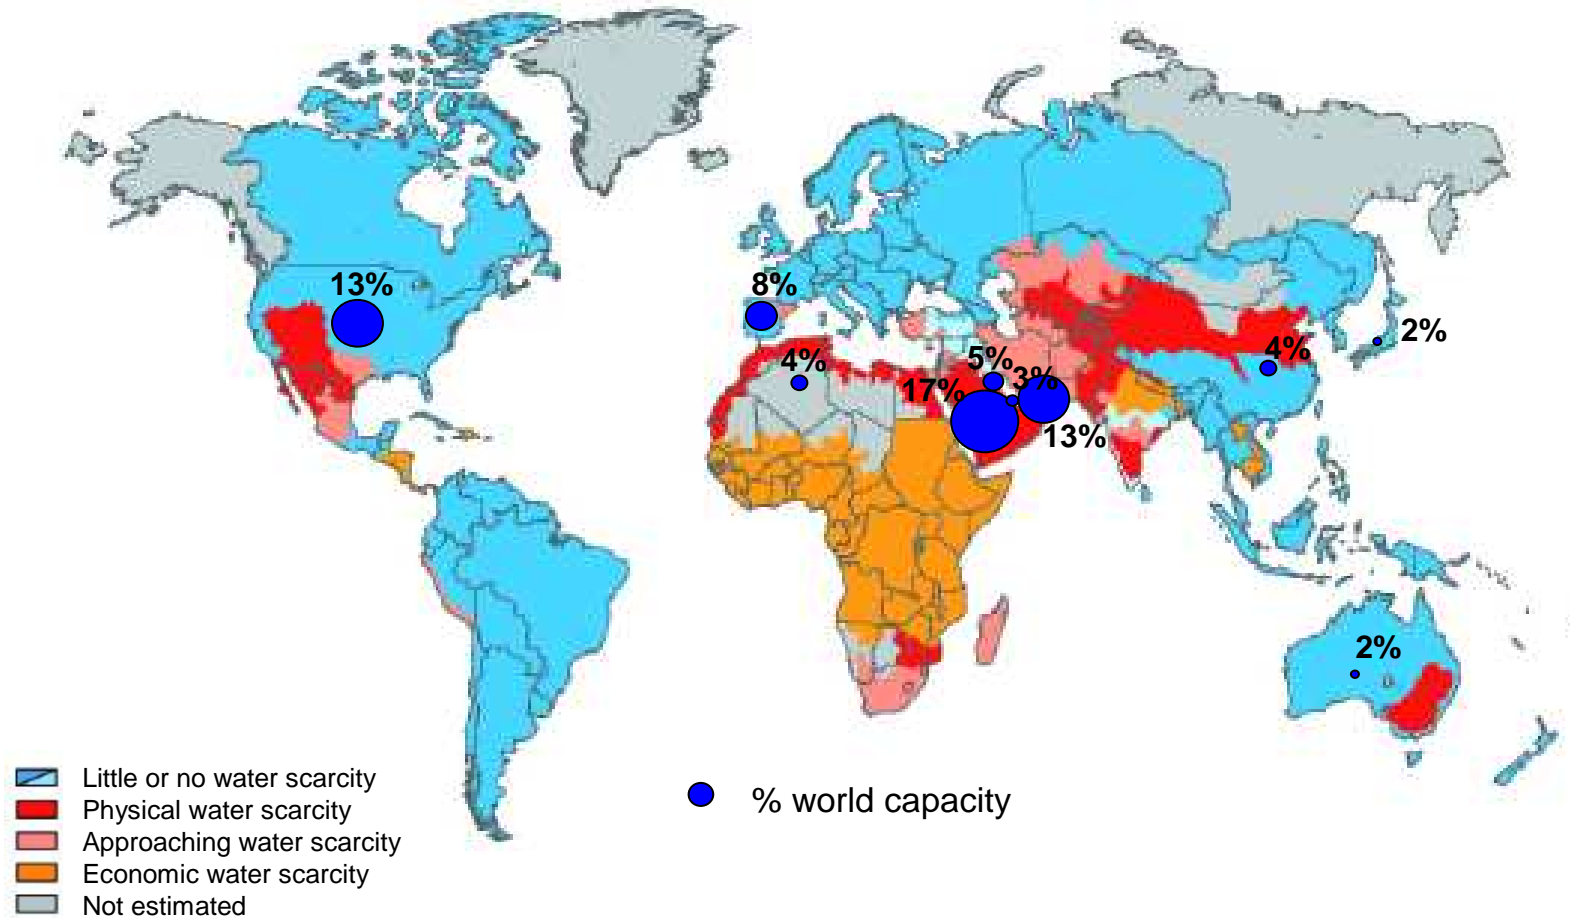 13%
8%
2%
4%
4%
5%
3%
17%
13%
2%
Little or no water scarcity
Physical water scarcity
Approaching water scarcity
Economic water scarcity
Not estimated
% world capacity